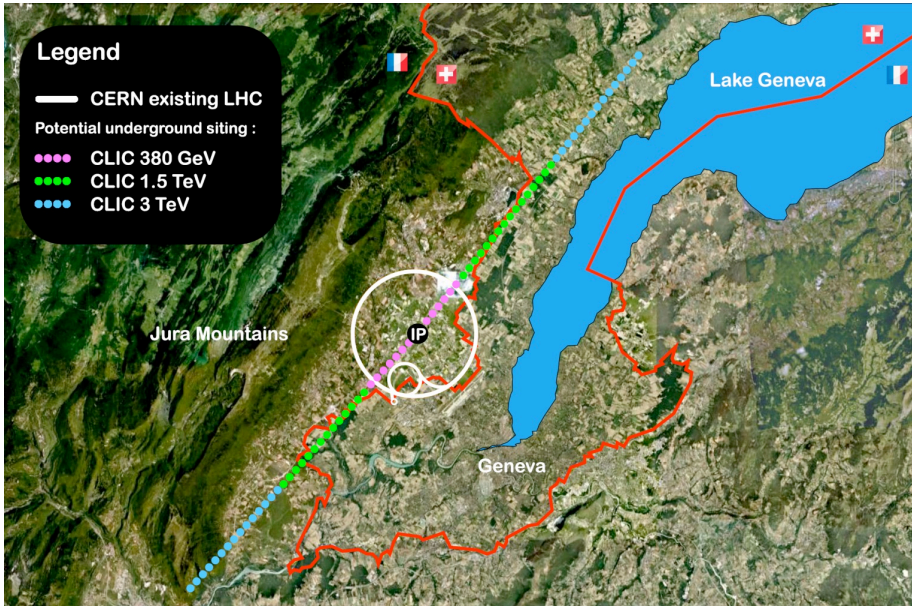 Legend
CERN existing LHC
Potential underground siting :
CLIC 380 GeV
CLIC 1.5 TeV
CLIC 3 TeV
Lake Geneva
Jura Mountains
IP
Geneva